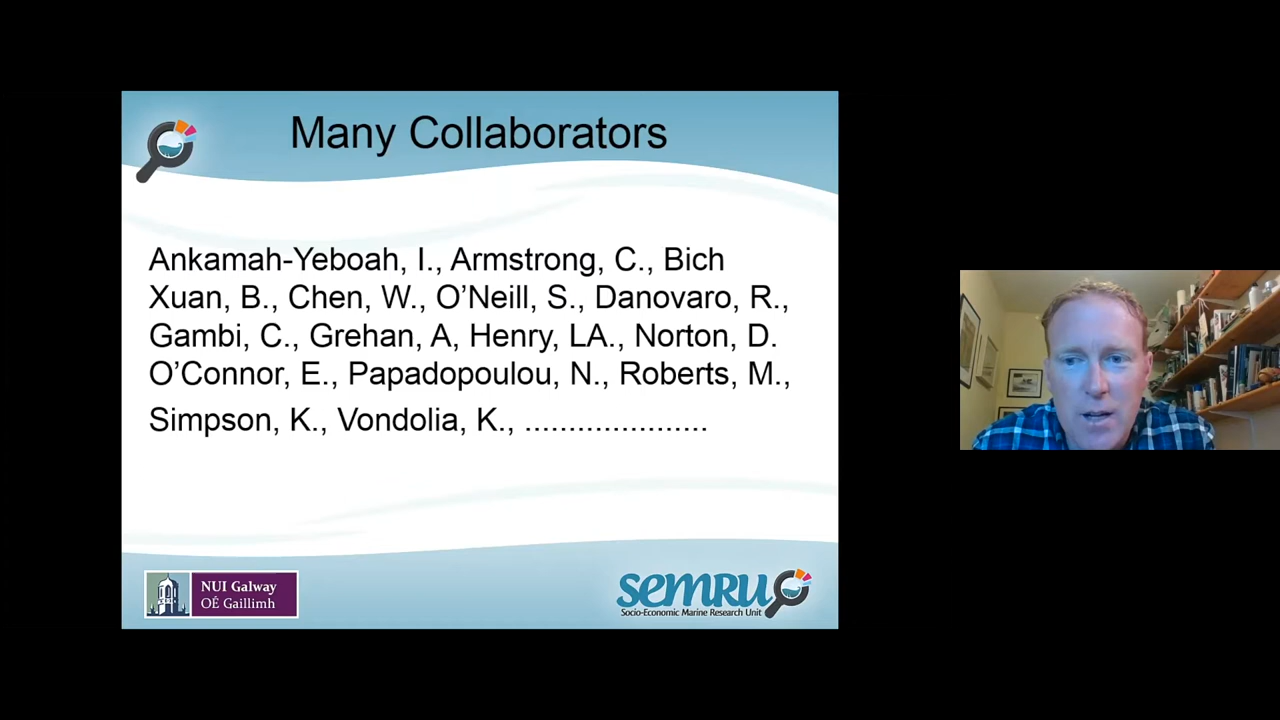 Many Collaborators
Ankamah-Yeboah, I., Armstrong, C., Bich
Xuan, B., Chen, W., O’Neill, S., Danovaro, R.,
Gambi, C., Grehan, A, Henry, LA., Norton, D.
O’Connor, E., Papadopoulou, N., Roberts, M.,
Simpson, K., Vondolia, K., .....................
NUI Galway
OÉ Gaillimh
SEMRU
Socio-Economic Marine Research Unit